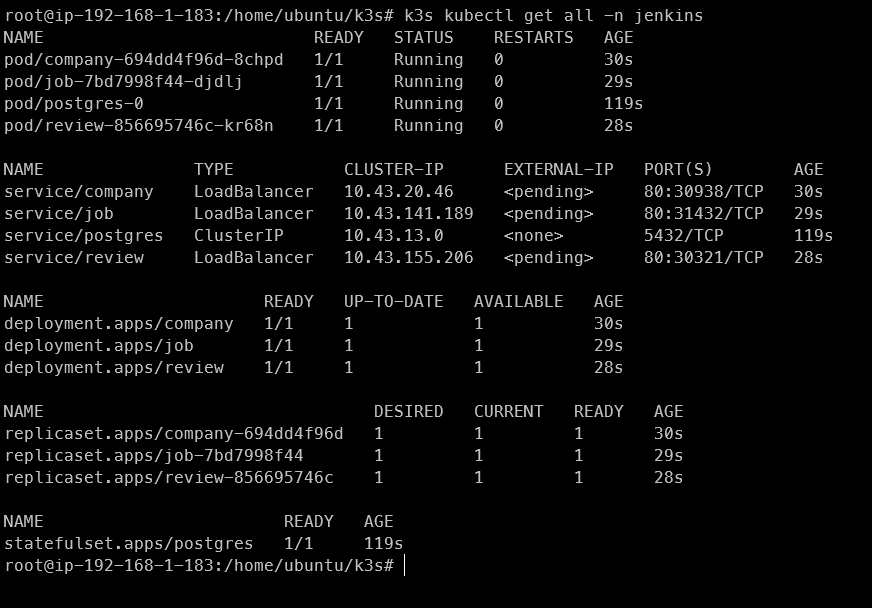 root@ip-192-168-1-183:/home/ubuntu/k3s# k3s kubectl get all -n jenkins
NAME READY STATUS RESTARTS AGE
pod/company-694dd4f96d-8chpd 1/1 Running 0 30s
pod/job-7bd7998f44-djdlj 1/1 Running 0 29s
pod/postgres-0 1/1 Running 0 119s
pod/review-856695746c-kr68n 1/1 Running 0 28s
NAME TYPE CLUSTER-IP EXTERNAL-IP PORT(S) AGE
service/company LoadBalancer 10.43.20.46 <pending> 80:30938/TCP 30s
service/job LoadBalancer 10.43.141.189 <pending> 80:31432/TCP 29s
service/postgres ClusterIP 10.43.13.0 <none> 5432/TCP 119s
service/review LoadBalancer 10.43.155.206 <pending> 80:30321/TCP 28s
NAME READY UP-TO-DATE AVAILABLE AGE
deployment.apps/company 1/1 1 1 30s
deployment.apps/job 1/1 1 1 29s
deployment.apps/review 1/1 1 1 28s
NAME DESIRED CURRENT READY AGE
replicaset.apps/company-694dd4f96d 1 1 1 30s
replicaset.apps/job-7bd7998f44 1 1 1 29s
replicaset.apps/review-856695746c 1 1 1 28s
NAME READY AGE
statefulset.apps/postgres 1/1 119s
root@ip-192-168-1-183:/home/ubuntu/k3s#